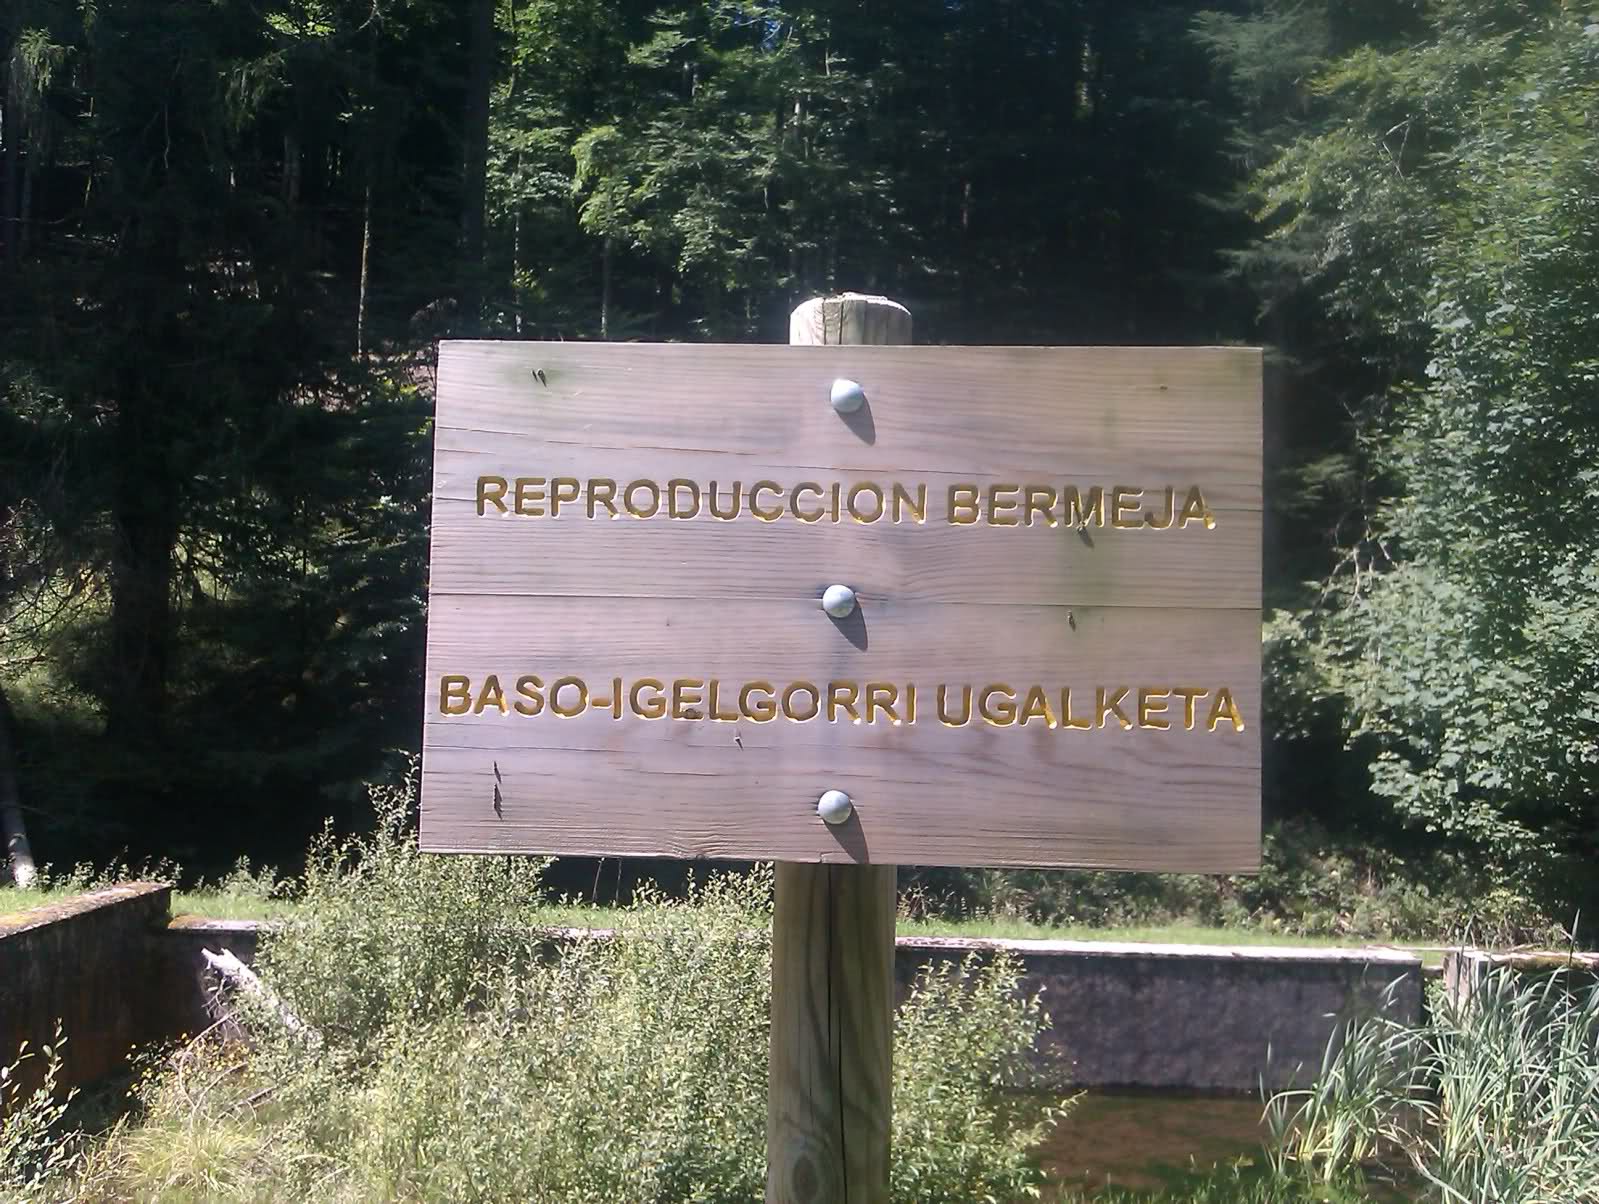 REPRODUCCION BERMEJA
BASO-IGELGORRI UGALKETA